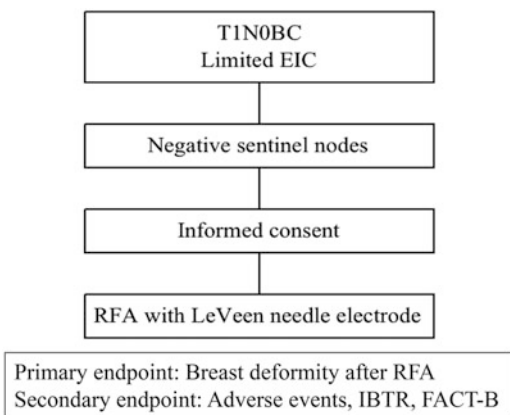 T1N0BC
Limited EIC
Negative sentinel nodes
Informed consent
RFA with LeVeen needle electrode
Primary endpoint: Breast deformity after RFA
Secondary endpoint: Adverse events, IBTR, FACT-B